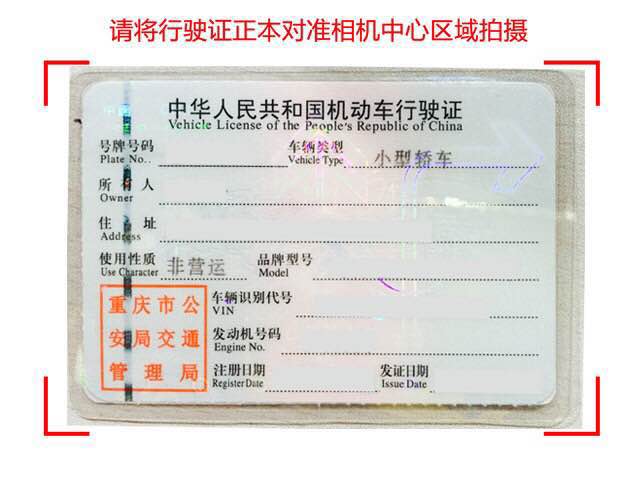 请将行驶证正本对准相机中心区域拍摄
中华人民共和国机动车行驶证
Vehicle License of the People's Republic of China
号牌号码 车辆类型 小型轿车
Plate No.. Vehicle Type
所有人
Owner
住址
Address
使用性质 非营运 品牌型号
Use Character Model
重庆市公
安局交通
管理局
车辆识别代号
VIN
发动机号码
Engine No.
注册日期 发证日期
Register Date Issue Date